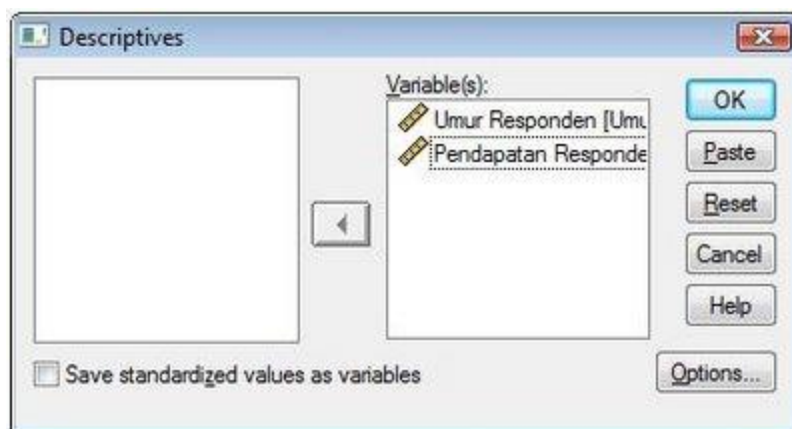 Descriptives
Variable(s):
Umur Responden [Umu
Pendapatan Responde
OK
Paste
Reset
Cancel
Help
Save standardized values as variables
Options...